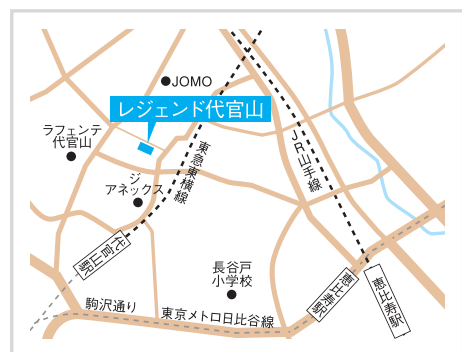 JOMO
レジェンド代官山
ラフェンテ
代官山
東急東横線
JR山手線
ジ
アネックス
代官山駅
長谷戸
小学校
恵比寿駅
恵比寿駅
駒沢通り
東京メトロ日比谷線